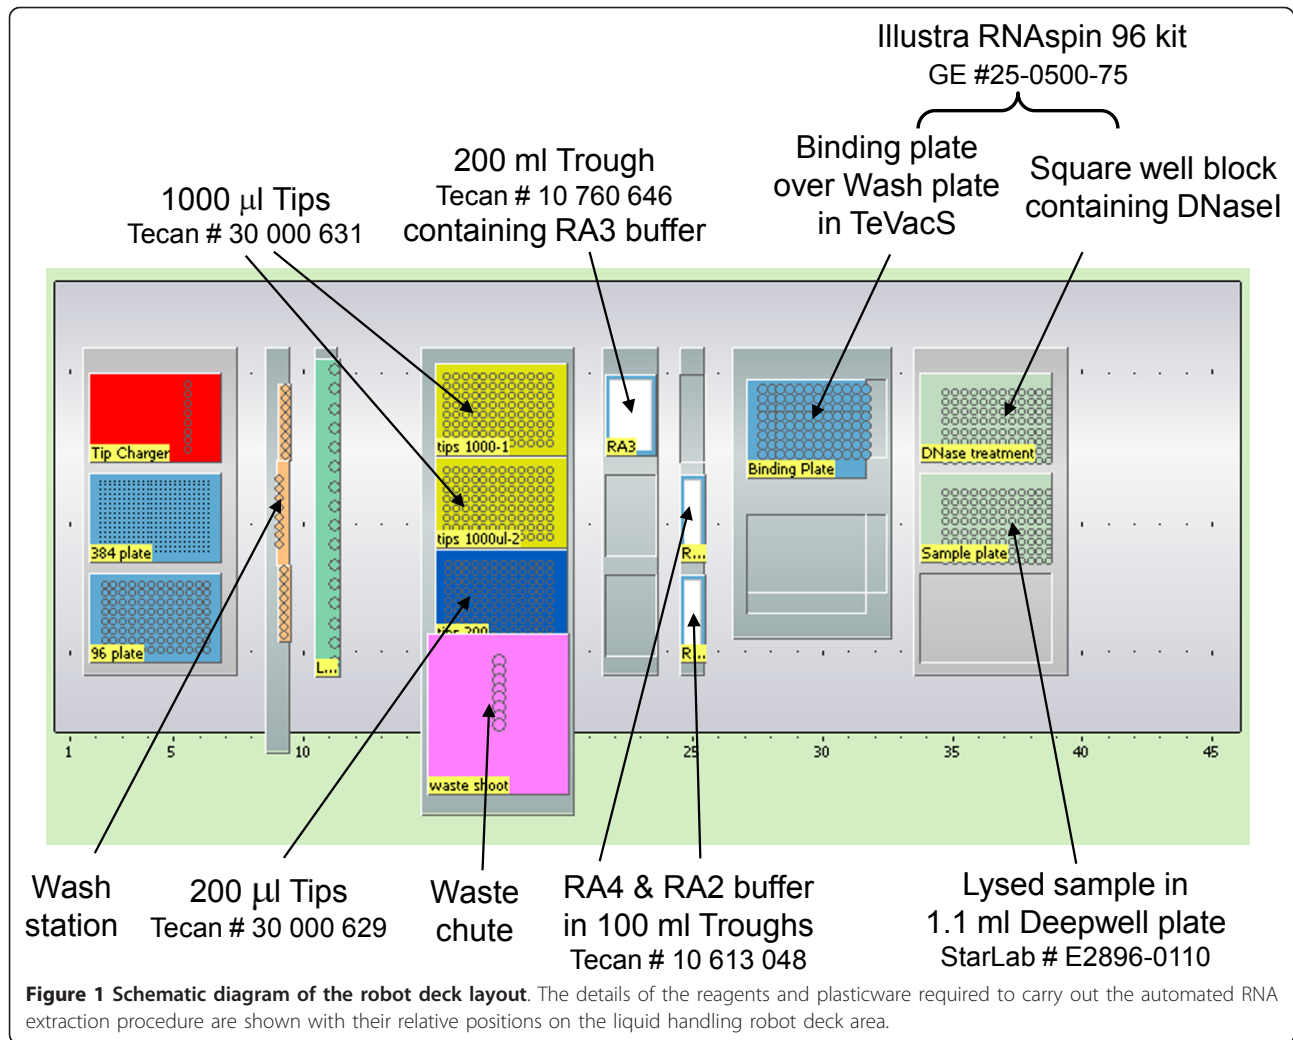 Illustra RNAspin 96 kit
GE #25-0500-75
200 ml Trough
Tecan # 10 760 646
containing RA3 buffer
Binding plate
over Wash plate
in TeVacS
Square well block
containing DNaseI
1000 µl Tips
Tecan # 30 000 631
Tip Charger
384 plate
96 plate
L...
tips 1000-1
tips 1000ul-2
tips 200
waste shoot
RA3
R...
R...
Binding Plate
DNase treatment
Sample plate
1 5 10 25 30 35 40 45
Wash
station
200 µl Tips
Tecan # 30 000 629
Waste
chute
RA4 & RA2 buffer
in 100 ml Troughs
Tecan # 10 613 048
Lysed sample in
1.1 ml Deepwell plate
StarLab # E2896-0110
Figure 1 Schematic diagram of the robot deck layout. The details of the reagents and plasticware required to carry out the automated RNA
extraction procedure are shown with their relative positions on the liquid handling robot deck area.